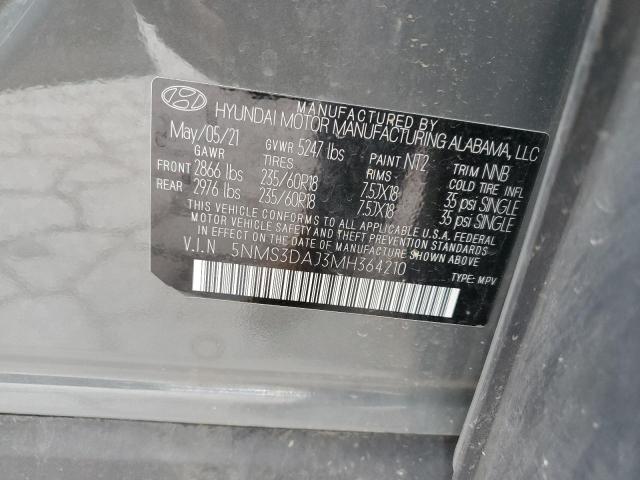 MANUFACTURED BY
HYUNDAI MOTOR MANUFACTURING ALABAMA, LLC
May/05/21 GVWR 5247 lbs PAINT NT2 TRIM NNB
GAWR TIRES RIMS COLD TIRE INFL
FRONT 2866 lbs 235/60R18 7.5JX18 35 psi SINGLE
REAR 2976 lbs 235/60R18 7.5JX18 35 psi SINGLE
THIS VEHICLE CONFORMS TO ALL APPLICABLE U.S.A. FEDERAL
MOTOR VEHICLE SAFETY AND THEFT PREVENTION STANDARDS
IN EFFECT ON THE DATE OF MANUFACTURE SHOWN ABOVE.
V.I.N 5NMS3DAJ3MH364210
TYPE: MPV